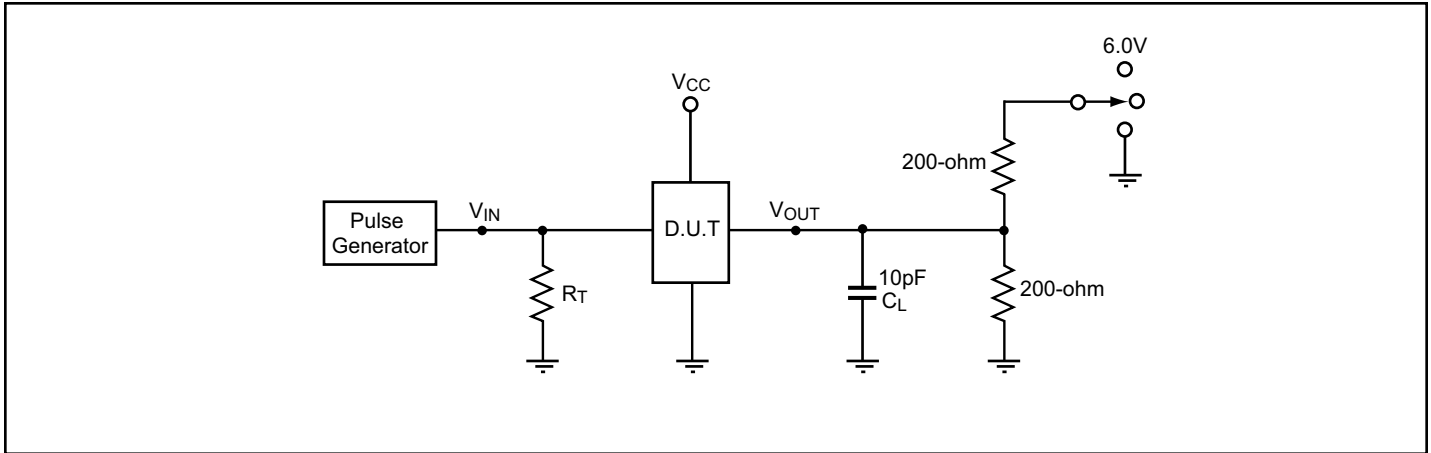 6.0V
VCC
200-ohm
Pulse
Generator
VIN
D.U.T
VOUT
RT
10pF
CL
200-ohm